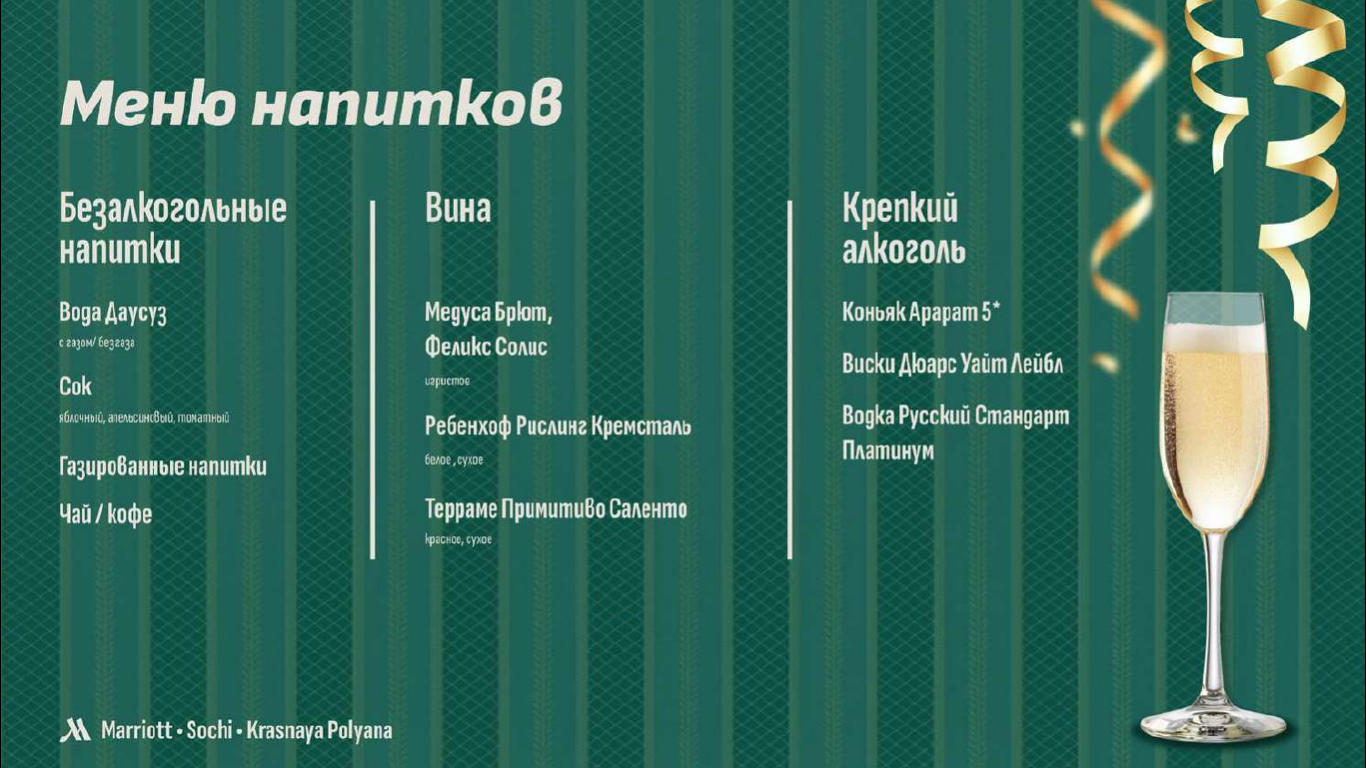 Меню напитков
Безалкогольные
напитки
Вода Даусуз
с газом/ без газа
Сок
яблочный, апельсиновый, томатный
Газированные напитки
Чай / кофе
Вина
Медуса Брют,
Феликс Солис
игристое
Ребенхоф Рислинг Кремсталь
белое ,сухое
Терраме Примитиво Саленто
красное, сухое
Крепкий
алкоголь
Коньяк Арарат 5*
Виски Дюарс Уайт Лейбл
Водка Русский Стандарт
Платинум
Marriott • Sochi • Krasnaya Polyana